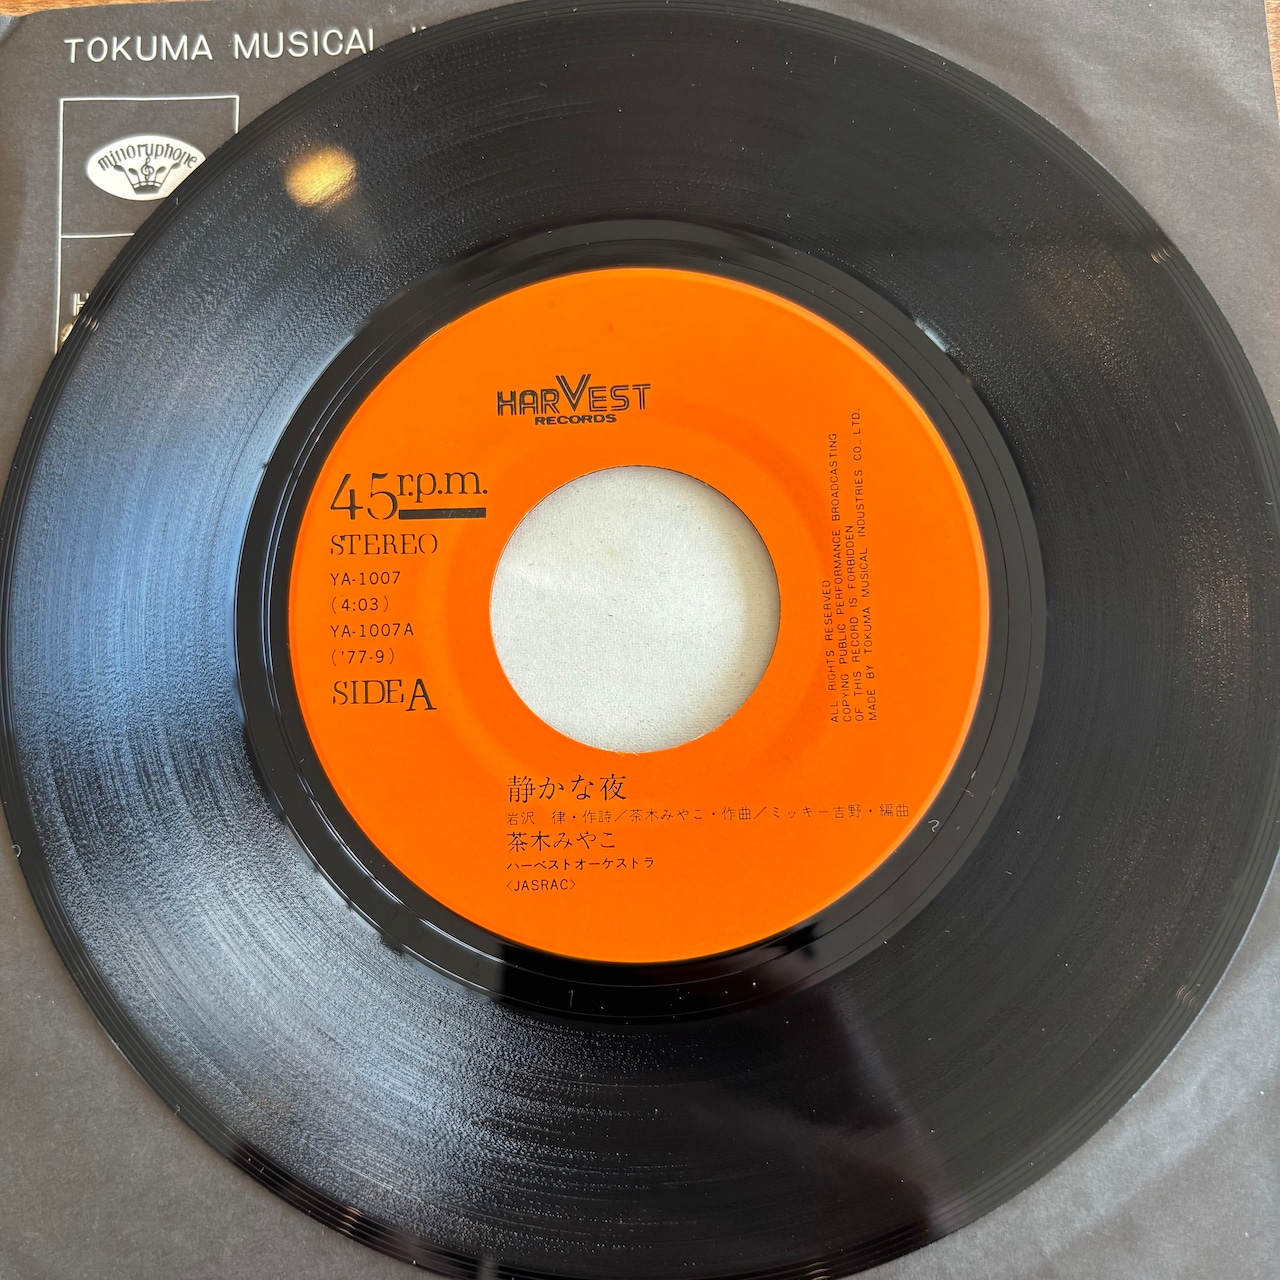 TOKUMA MUSICAL
minoruphone
HARVEST
RECORDS
45r.p.m.
STEREO
YA-1007
(4:03)
YA-1007A
('77-9)
SIDE A
ALL RIGHTS RESERVED
COPYING PUBLIC PERFORMANCE BROADCASTING
OF THIS RECORD IS FORBIDDEN
MADE BY TOKUMA MUSICAL INDUSTRIES CO., LTD.
静かな夜
岩沢 律・作詩／茶木みやこ・作曲／ミッキー吉野・編曲
茶木みやこ
ハーベストオーケストラ
〈JASRAC〉